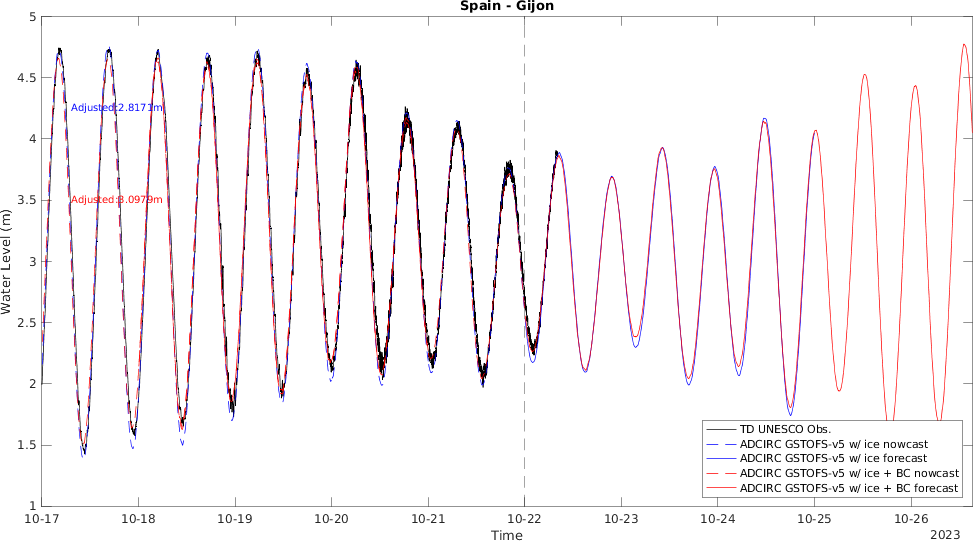 Spain - Gijon
5
4.5
4
3.5
3
2.5
2
1.5
1
Water Level (m)
Adjusted:2.8171m
Adjusted:3.0979m
TD UNESCO Obs.
ADCIRC GSTOFS-v5 w/ ice nowcast
ADCIRC GSTOFS-v5 w/ ice forecast
ADCIRC GSTOFS-v5 w/ ice + BC nowcast
ADCIRC GSTOFS-v5 w/ ice + BC forecast
10-17 10-18 10-19 10-20 10-21 10-22 10-23 10-24 10-25 10-26
Time
2023